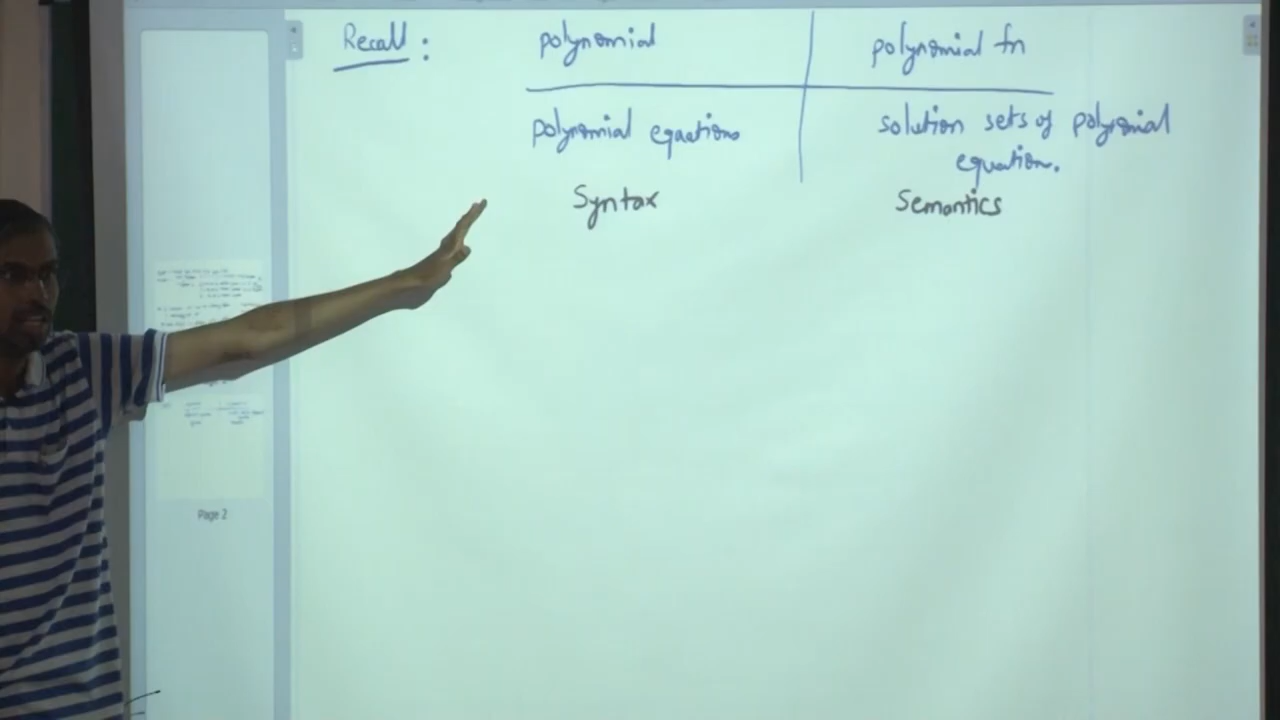 Recall : polynomial polynomial fn
polynomial equations solution sets of polynomial
equation.
Syntax Semantics
Page 2